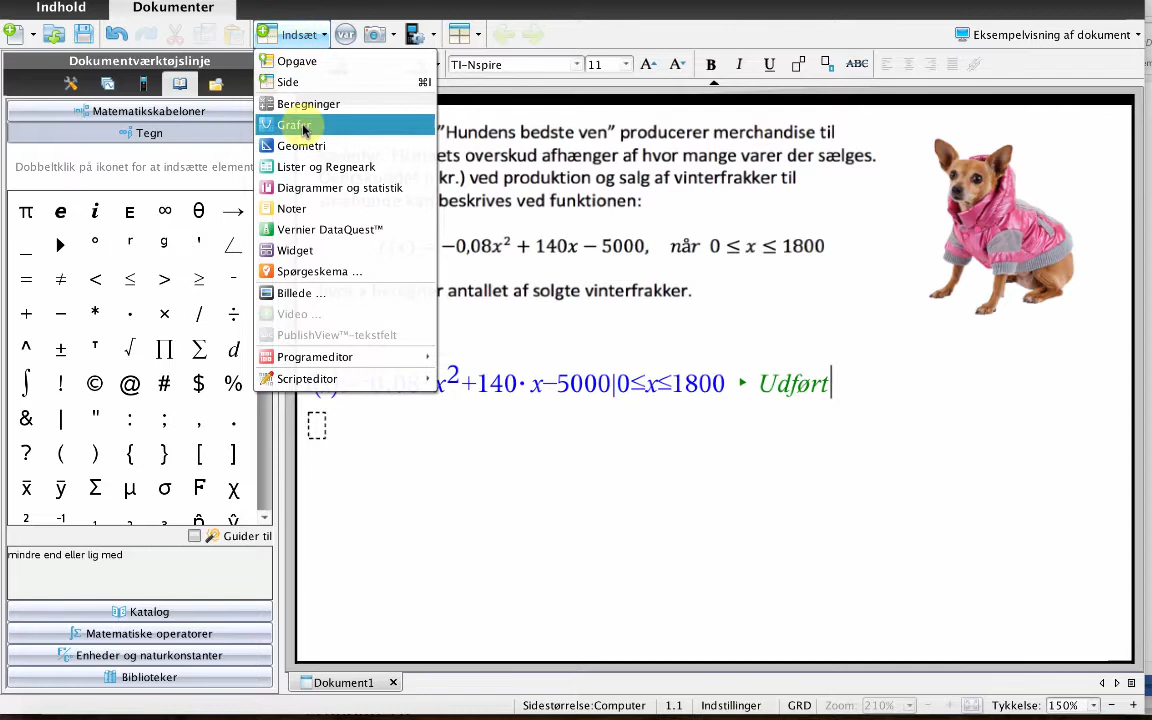 Indhold Dokumenter
Indsæt Eksempelvisning af dokument
Dokumentværktøjslinje
TI-Nspire 11 A A B I U ABC
Matematikskabeloner
Tegn
Dobbeltklik på ikonet for at indsætte elemen
π e i E ∞ θ →
_ ▶ ° r g ' ∠
= ≠ < ≤ > ≥ -
+ − * · × / ÷
^ ± T √ ∏ ∑ d
∫ ! © @ # $ %
& | " : ; , .
? ( ) { } [ ]
x̄ ȳ Σ μ σ F χ
Guider til
mindre end eller lig med
Katalog
Matematiske operatorer
Enheder og naturkonstanter
Biblioteker
Opgave
Side ⌘I
Beregninger
Grafer
Geometri
Lister og Regneark
Diagrammer og statistik
Noter
Vernier DataQuest™
Widget
Spørgeskema ...
Billede ...
Video ...
PublishView™-tekstfelt
Programeditor
Scripteditor
"Hundens bedste ven" producerer merchandise til
ets overskud afhænger af hvor mange varer der sælges.
kr.) ved produktion og salg af vinterfrakker til
kan beskrives ved funktionen:
= −0,08x² + 140x − 5000, når 0 ≤ x ≤ 1800
antallet af solgte vinterfrakker.
x²+140·x−5000|0≤x≤1800 ▸ Udført
Dokument1
Sidestørrelse:Computer 1.1 Indstillinger GRD Zoom: 210% Tykkelse: 150%